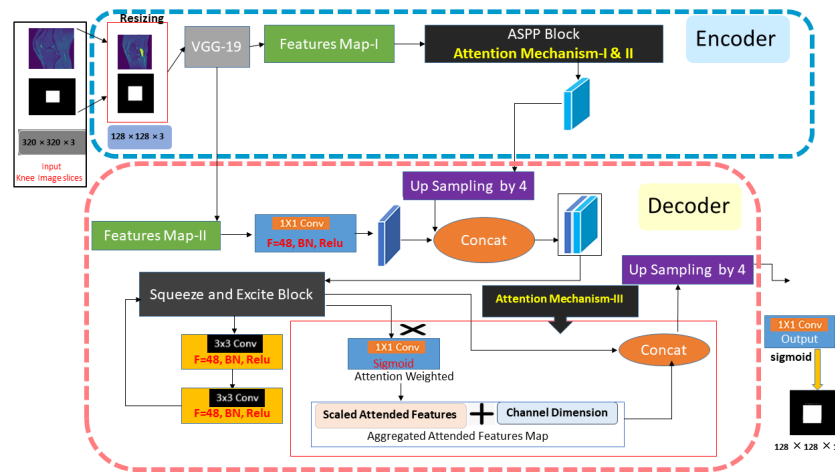 Resizing
320 × 320 × 3
Input
Knee Image slices
128 × 128 × 3
VGG-19
Features Map-I
ASPP Block
Attention Mechanism-I & II
Encoder
Up Sampling by 4
Decoder
Features Map-II
1X1 Conv
F=48, BN, Relu
Concat
Up Sampling by 4
Squeeze and Excite Block
Attention Mechanism-III
3x3 Conv
F=48, BN, Relu
3x3 Conv
F=48, BN, Relu
1X1 Conv
Sigmoid
Attention Weighted
Concat
Scaled Attended Features
Channel Dimension
Aggregated Attended Features Map
1X1 Conv
Output
sigmoid
128 × 128 ×